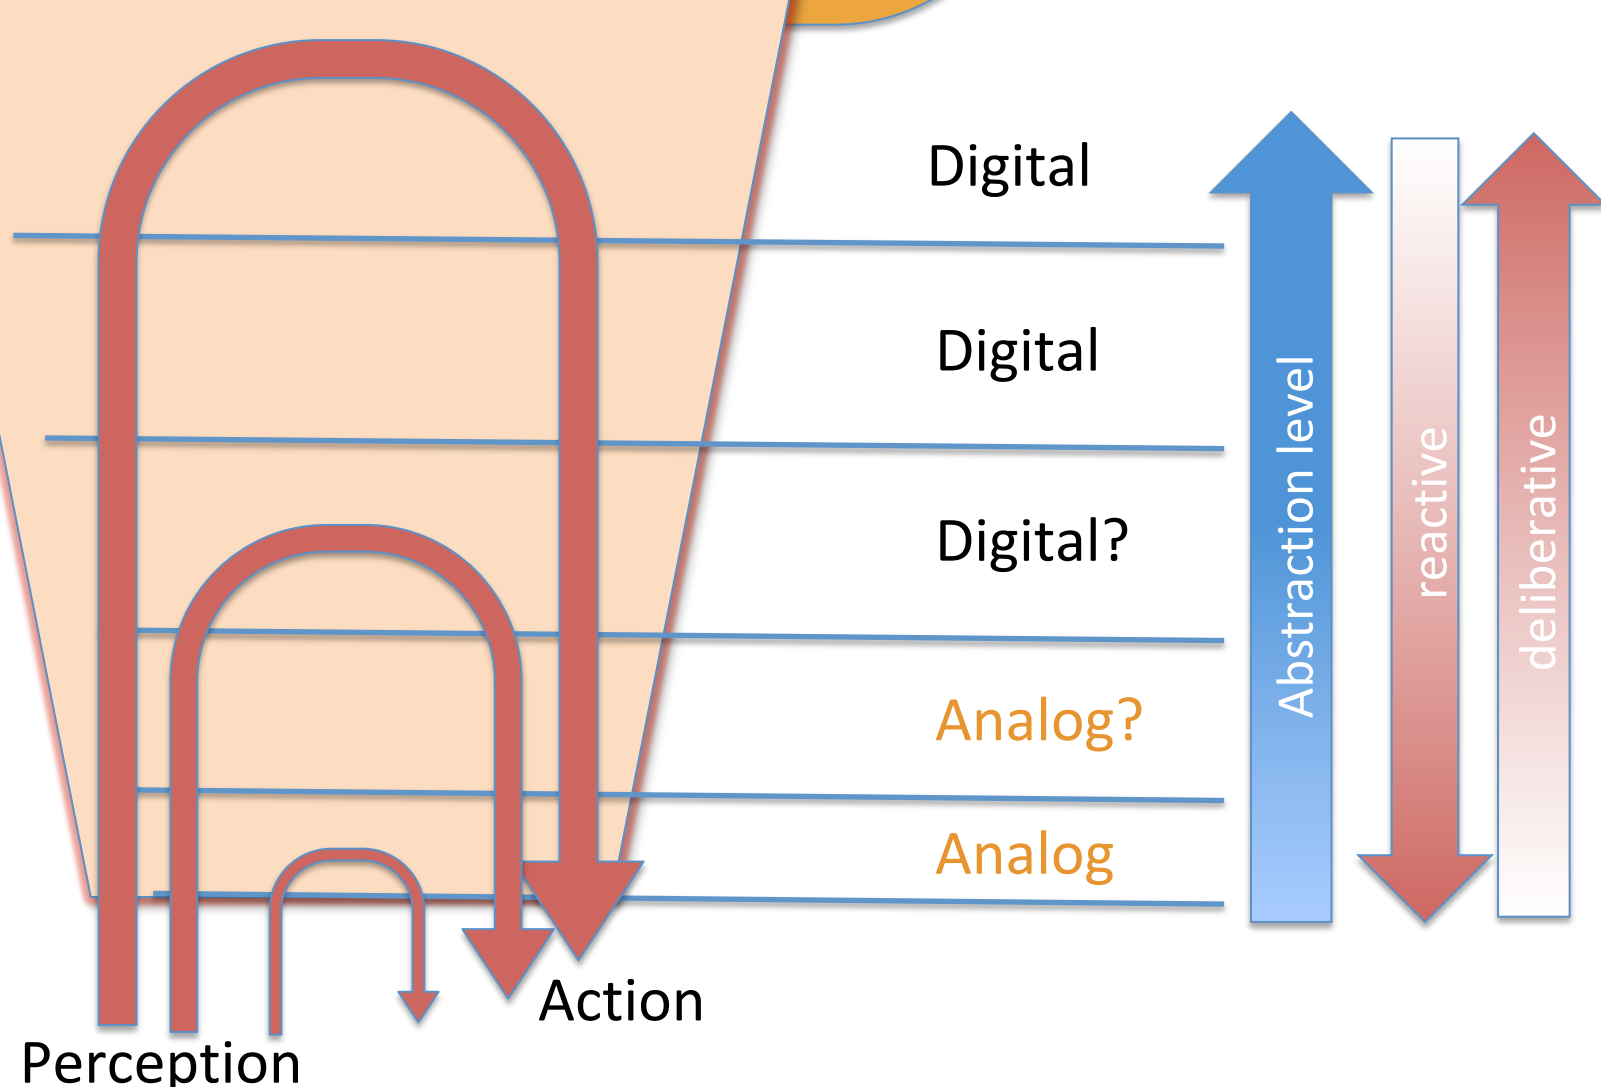 Digital
Digital
Digital?
Analog?
Analog
Abstraction level
reactive
deliberative
Action
Perception